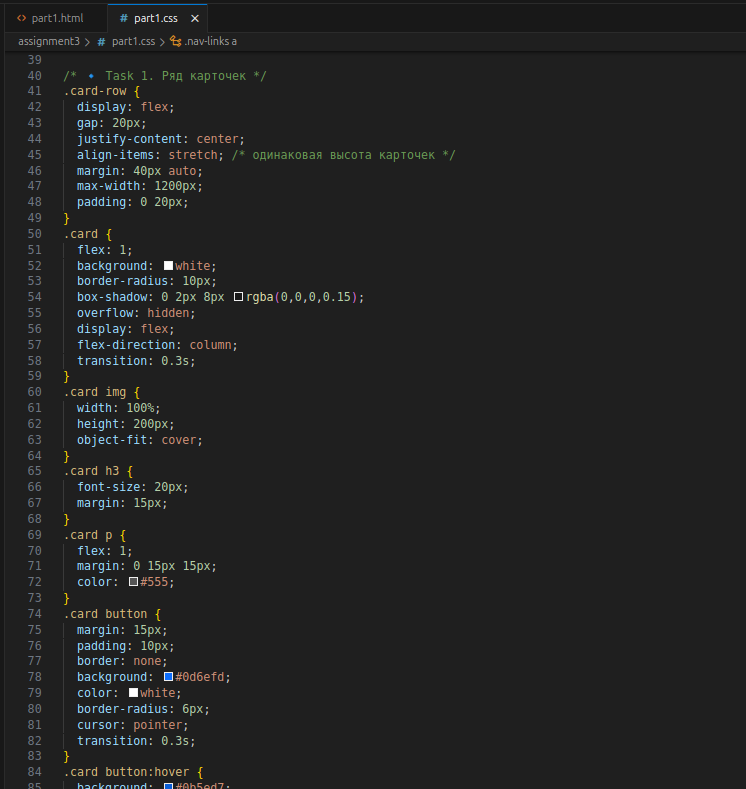 part1.html # part1.css ×
assignment3 > # part1.css > .nav-links a
39
40 /* 🔹 Task 1. Ряд карточек */
41 .card-row {
42 display: flex;
43 gap: 20px;
44 justify-content: center;
45 align-items: stretch; /* одинаковая высота карточек */
46 margin: 40px auto;
47 max-width: 1200px;
48 padding: 0 20px;
49 }
50 .card {
51 flex: 1;
52 background: white;
53 border-radius: 10px;
54 box-shadow: 0 2px 8px rgba(0,0,0,0.15);
55 overflow: hidden;
56 display: flex;
57 flex-direction: column;
58 transition: 0.3s;
59 }
60 .card img {
61 width: 100%;
62 height: 200px;
63 object-fit: cover;
64 }
65 .card h3 {
66 font-size: 20px;
67 margin: 15px;
68 }
69 .card p {
70 flex: 1;
71 margin: 0 15px 15px;
72 color: #555;
73 }
74 .card button {
75 margin: 15px;
76 padding: 10px;
77 border: none;
78 background: #0d6efd;
79 color: white;
80 border-radius: 6px;
81 cursor: pointer;
82 transition: 0.3s;
83 }
84 .card button:hover {
85 background: #0b5ed7;